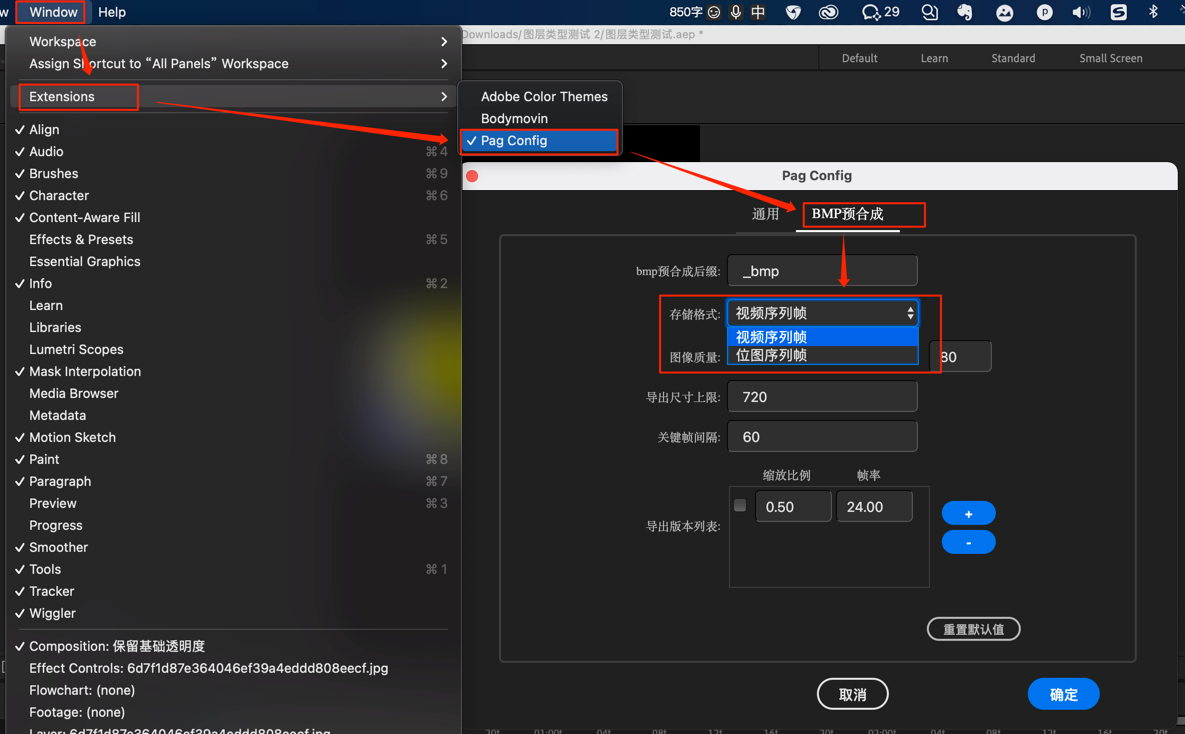 Window Help
850字 中 29
Downloads/图层类型测试 2/图层类型测试.aep *
Default Learn Standard Small Screen
Workspace
Assign Shortcut to “All Panels” Workspace
Extensions
Adobe Color Themes
Bodymovin
✓ Pag Config
✓ Align
✓ Audio ⌘4
✓ Brushes ⌘9
✓ Character ⌘6
✓ Content-Aware Fill
Effects & Presets ⌘5
Essential Graphics
✓ Info ⌘2
Learn
Libraries
Lumetri Scopes
✓ Mask Interpolation
Media Browser
Metadata
✓ Motion Sketch
✓ Paint ⌘8
✓ Paragraph ⌘7
Preview ⌘3
Progress
✓ Smoother
✓ Tools ⌘1
✓ Tracker
✓ Wiggler
✓ Composition: 保留基础透明度
Effect Controls: 6d7f1d87e364046ef39a4eddd808eecf.jpg
Flowchart: (none)
Footage: (none)
Layer: 6d7f1d87e364046ef39a4eddd808eecf.jpg
Pag Config
通用 BMP预合成
bmp预合成后缀: _bmp
存储格式: 视频序列帧
视频序列帧
位图序列帧
图像质量: 80
导出尺寸上限: 720
关键帧间隔: 60
缩放比例 帧率
0.50 24.00
导出版本列表:
+
-
重置默认值
取消 确定